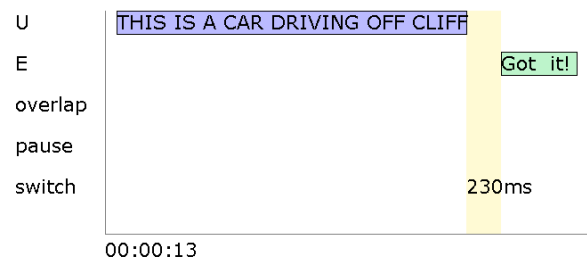 U THIS IS A CAR DRIVING OFF CLIFF
E Got it!
overlap
pause
switch 230ms
00:00:13